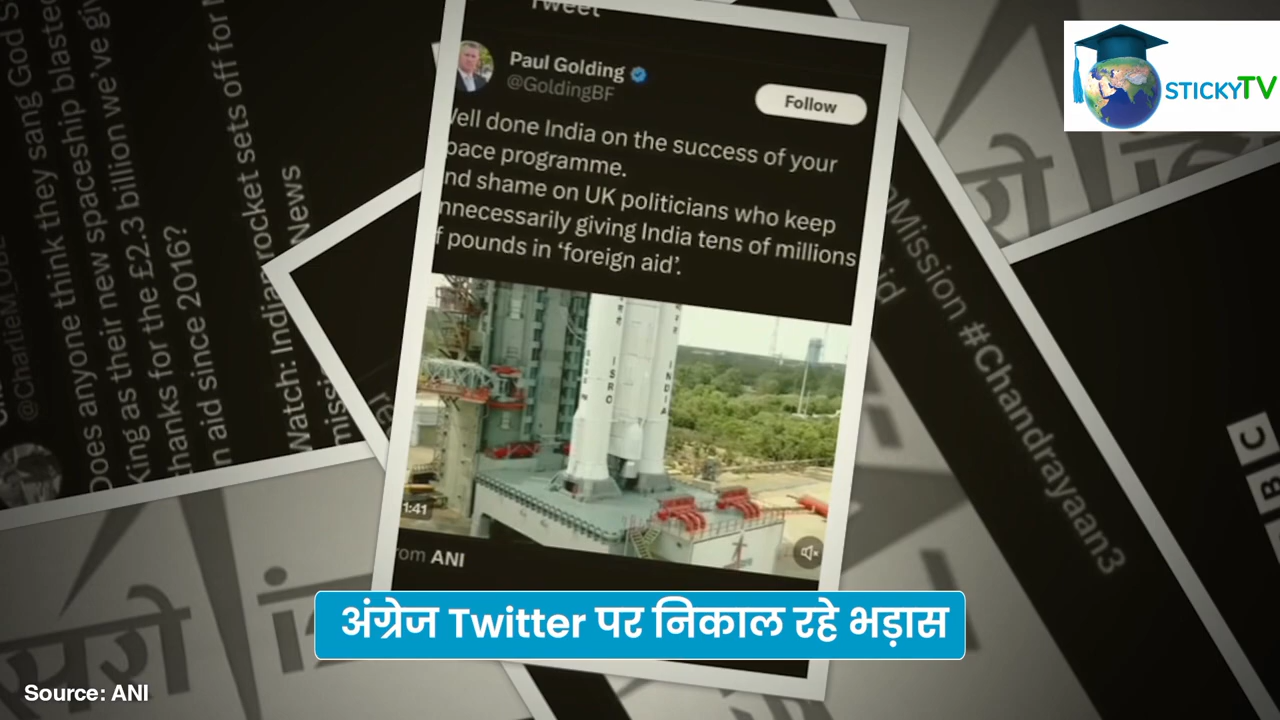 Tweet
Paul Golding
@GoldingBF
Follow
ell done India on the success of your
pace programme.
nd shame on UK politicians who keep
nnecessarily giving India tens of millions
f pounds in ‘foreign aid’.
ISRO
INDIA
1:41
rom ANI
@CharlieM_OBE
Does anyone think they sang God S
King as their new spaceship blasted
thanks for the £2.3 billion we’ve giv
n aid since 2016?
Watch: Indian rocket sets off for
missi
News
Mission #Chandrayaan3
BBC
STICKYTV
अंग्रेज Twitter पर निकाल रहे भड़ास
Source: ANI